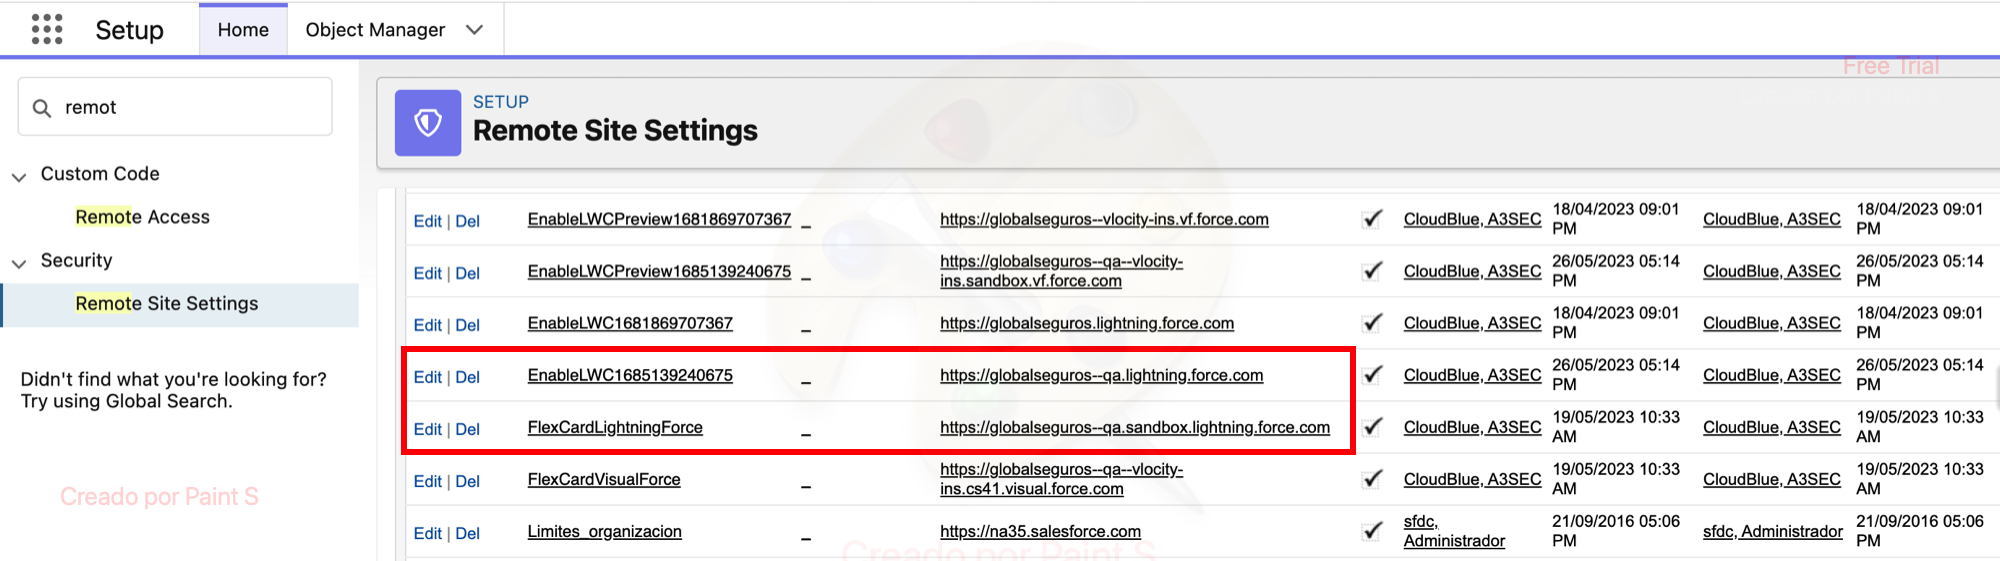 Setup
Home
Object Manager
Free Trial
remot
SETUP
Remote Site Settings
Custom Code
Remote Access
Security
Remote Site Settings
Didn't find what you're looking for?
Try using Global Search.
Creado por Paint S
Edit | Del EnableLWCPreview1681869707367 _ https://globalseguros--vlocity-ins.vf.force.com CloudBlue, A3SEC 18/04/2023 09:01 CloudBlue, A3SEC 18/04/2023 09:01
PM PM
Edit | Del EnableLWCPreview1685139240675 _ https://globalseguros--qa--vlocity- CloudBlue, A3SEC 26/05/2023 05:14 CloudBlue, A3SEC 26/05/2023 05:14
ins.sandbox.vf.force.com PM PM
Edit | Del EnableLWC1681869707367 _ https://globalseguros.lightning.force.com CloudBlue, A3SEC 18/04/2023 09:01 CloudBlue, A3SEC 18/04/2023 09:01
PM PM
Edit | Del EnableLWC1685139240675 _ https://globalseguros--qa.lightning.force.com CloudBlue, A3SEC 26/05/2023 05:14 CloudBlue, A3SEC 26/05/2023 05:14
PM PM
Edit | Del FlexCardLightningForce _ https://globalseguros--qa.sandbox.lightning.force.com CloudBlue, A3SEC 19/05/2023 10:33 CloudBlue, A3SEC 19/05/2023 10:33
AM AM
Edit | Del FlexCardVisualForce _ https://globalseguros--qa--vlocity- CloudBlue, A3SEC 19/05/2023 10:33 CloudBlue, A3SEC 19/05/2023 10:33
ins.cs41.visual.force.com AM AM
Edit | Del Limites_organizacion _ https://na35.salesforce.com sfdc, 21/09/2016 05:06 sfdc, Administrador 21/09/2016 05:06
Administrador PM PM
Creado por Paint S